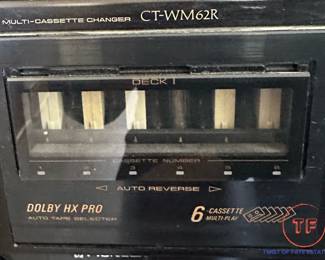 MULTI-CASSETTE CHANGER CT-WM62R
DECK I
CASSETTE NUMBER
◁ AUTO REVERSE ▷
DOLBY HX PRO
AUTO TAPE SELECTOR
6 CASSETTE
MULTI-PLAY
TF